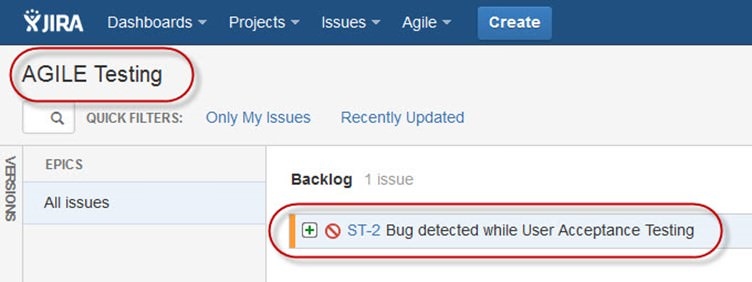 JIRA Dashboards Projects Issues Agile Create
AGILE Testing
QUICK FILTERS: Only My Issues Recently Updated
VERSIONS
EPICS
All issues
Backlog 1 issue
ST-2 Bug detected while User Acceptance Testing